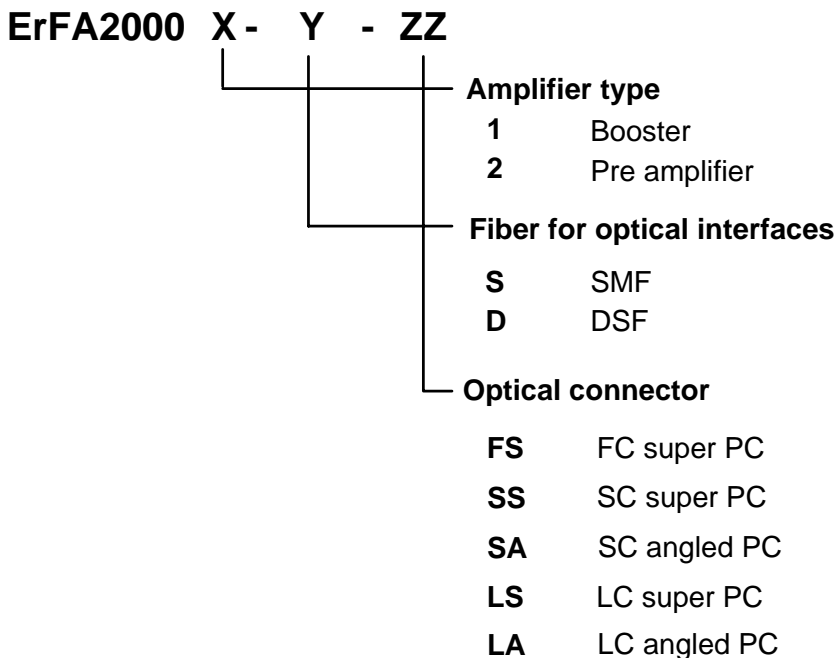 ErFA2000 X - Y - ZZ
Amplifier type
1 Booster
2 Pre amplifier
Fiber for optical interfaces
S SMF
D DSF
Optical connector
FS FC super PC
SS SC super PC
SA SC angled PC
LS LC super PC
LA LC angled PC